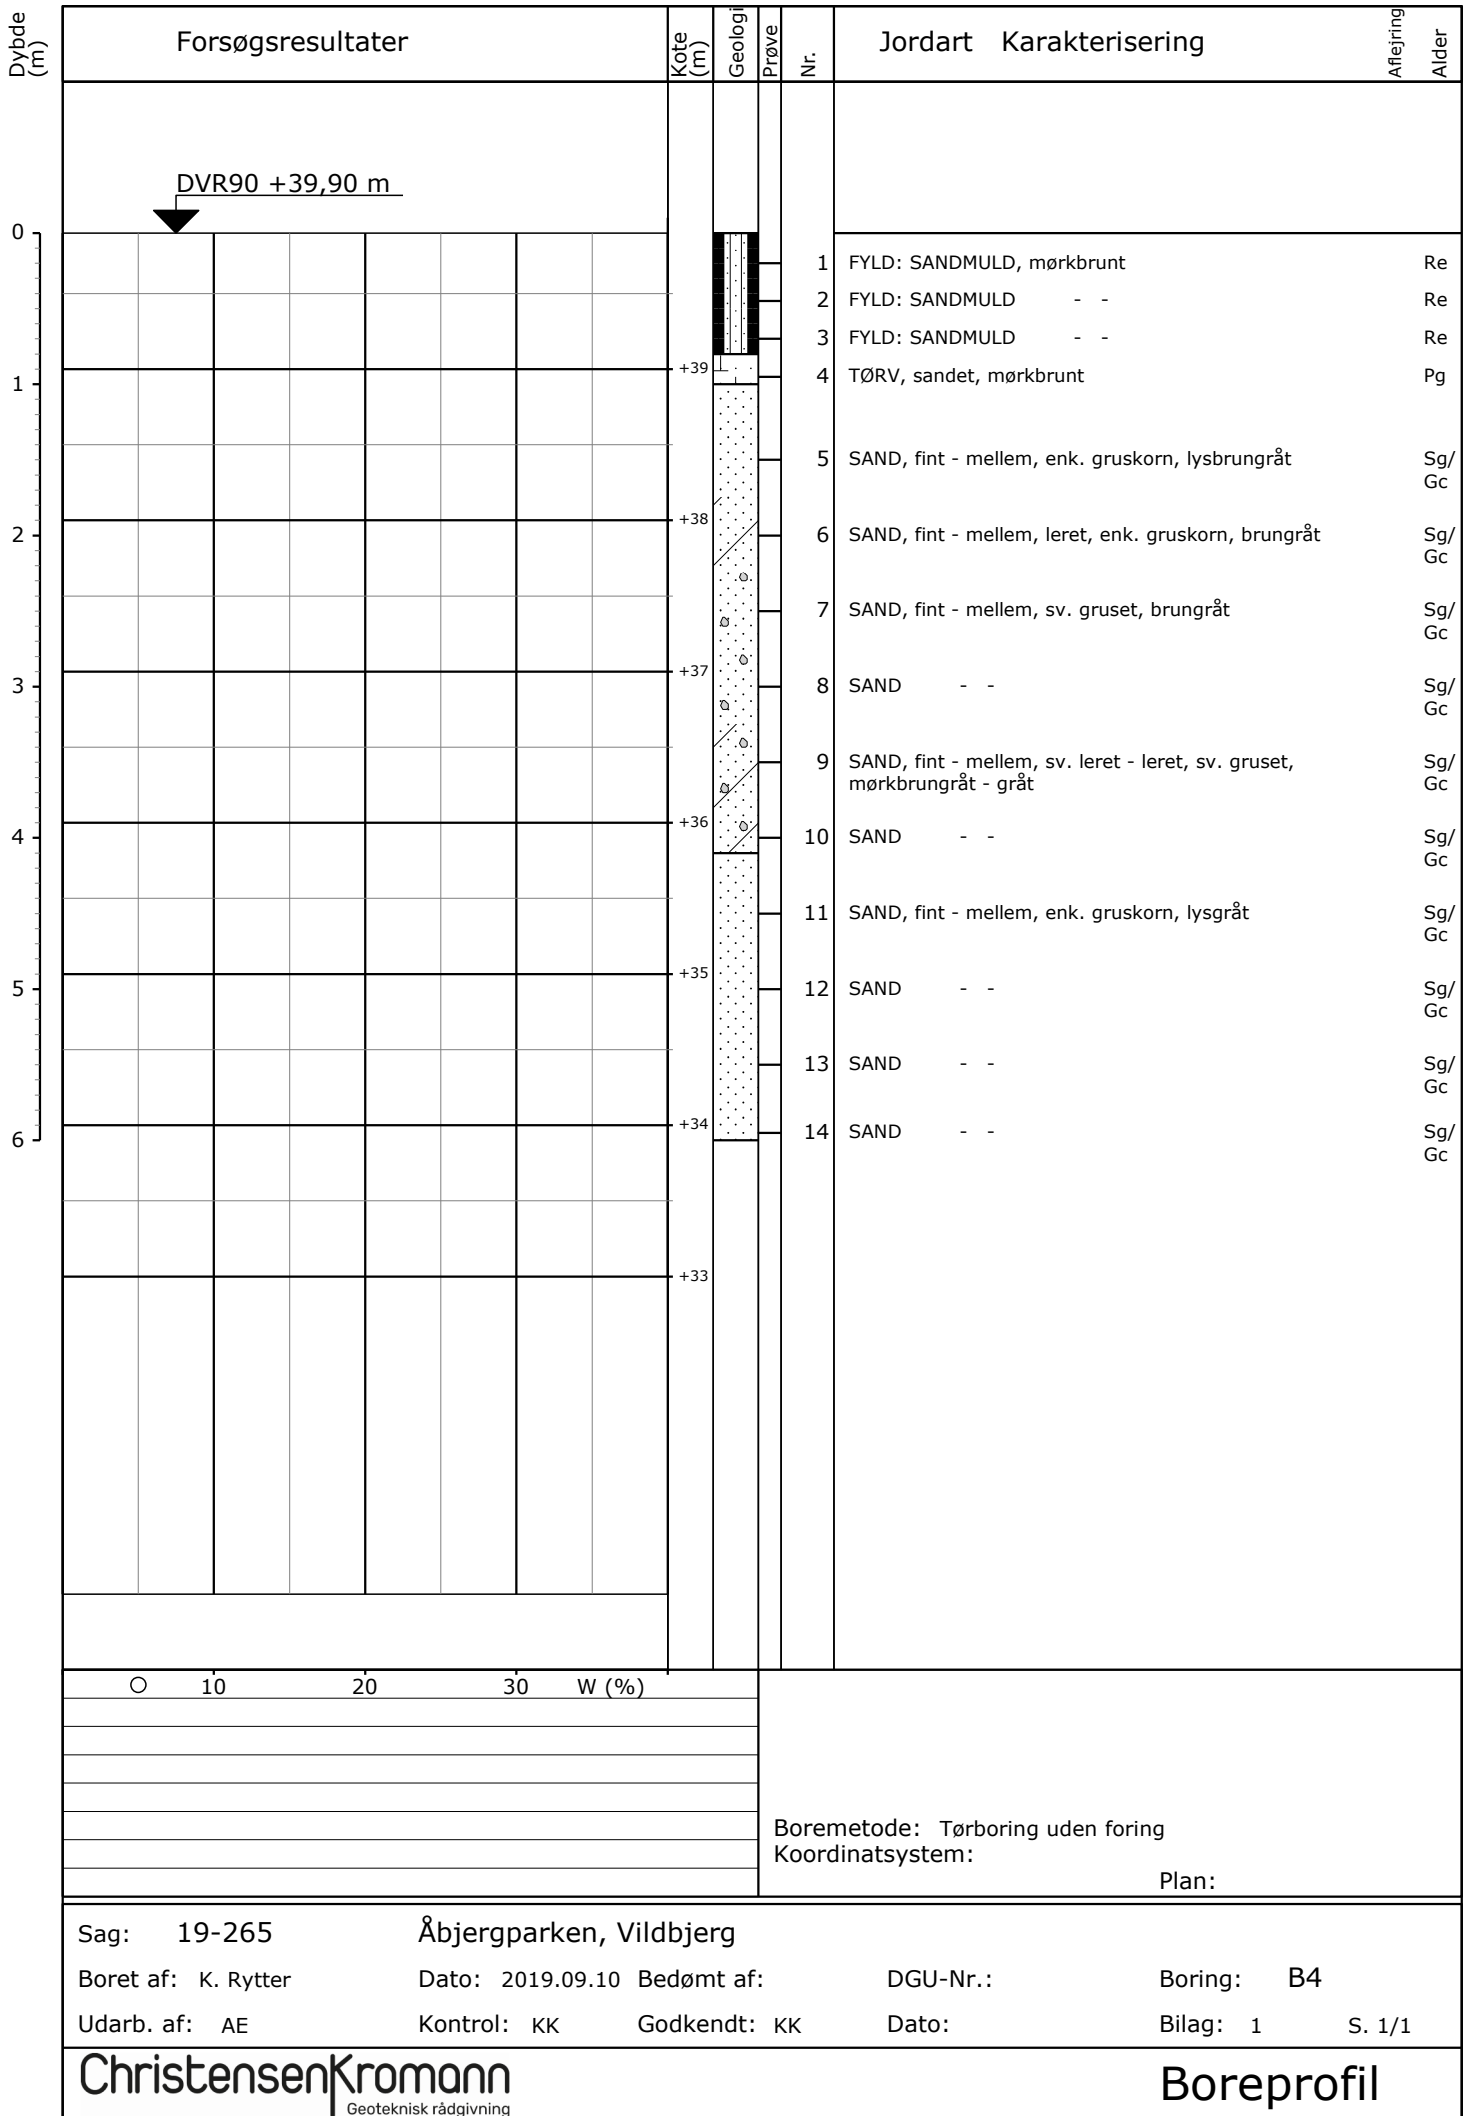 Dybde (m)
Forsøgsresultater
Kote (m)
Geologi
Prøve
Nr.
Jordart Karakterisering
Aflejring
Alder
DVR90 +39,90 m
0
1 FYLD: SANDMULD, mørkbrunt Re
2 FYLD: SANDMULD - - Re
3 FYLD: SANDMULD - - Re
+39
1
4 TØRV, sandet, mørkbrunt Pg
5 SAND, fint - mellem, enk. gruskorn, lysbrungråt Sg/
Gc
+38
2
6 SAND, fint - mellem, leret, enk. gruskorn, brungråt Sg/
Gc
7 SAND, fint - mellem, sv. gruset, brungråt Sg/
Gc
+37
3
8 SAND - - Sg/
Gc
9 SAND, fint - mellem, sv. leret - leret, sv. gruset, Sg/
mørkbrungråt - gråt Gc
+36
4
10 SAND - - Sg/
Gc
11 SAND, fint - mellem, enk. gruskorn, lysgråt Sg/
Gc
+35
5
12 SAND - - Sg/
Gc
13 SAND - - Sg/
Gc
+34
6
14 SAND - - Sg/
Gc
+33
10 20 30 W (%)
Boremetode: Tørboring uden foring
Koordinatsystem:
Plan:
Sag: 19-265 Åbjergparken, Vildbjerg
Boret af: K. Rytter Dato: 2019.09.10 Bedømt af: DGU-Nr.: Boring: B4
Udarb. af: AE Kontrol: KK Godkendt: KK Dato: Bilag: 1 S. 1/1
ChristensenKromann
Geoteknisk rådgivning
Boreprofil